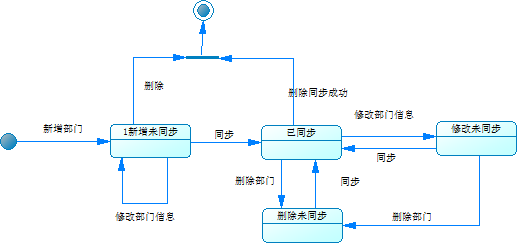 删除
删除同步成功
新增部门
1新增未同步
同步
已同步
修改部门信息
修改未同步
同步
删除部门
同步
修改部门信息
删除未同步
删除部门